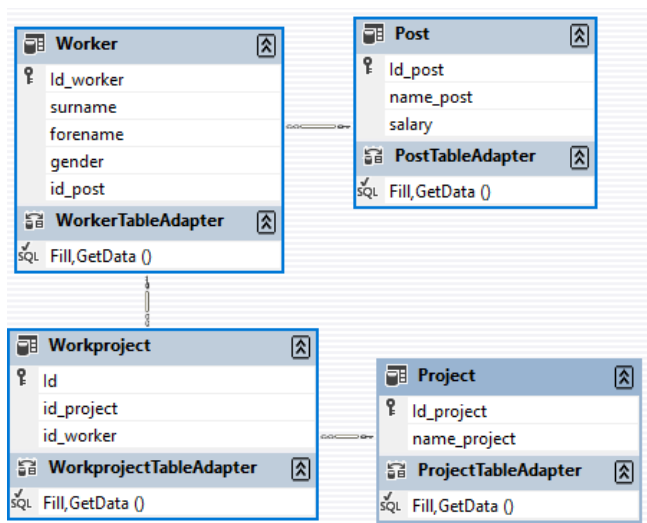 Worker
Id_worker
surname
forename
gender
id_post
WorkerTableAdapter
SQL Fill,GetData ()
Post
Id_post
name_post
salary
PostTableAdapter
SQL Fill,GetData ()
Workproject
Id
id_project
id_worker
WorkprojectTableAdapter
SQL Fill,GetData ()
Project
Id_project
name_project
ProjectTableAdapter
SQL Fill,GetData ()